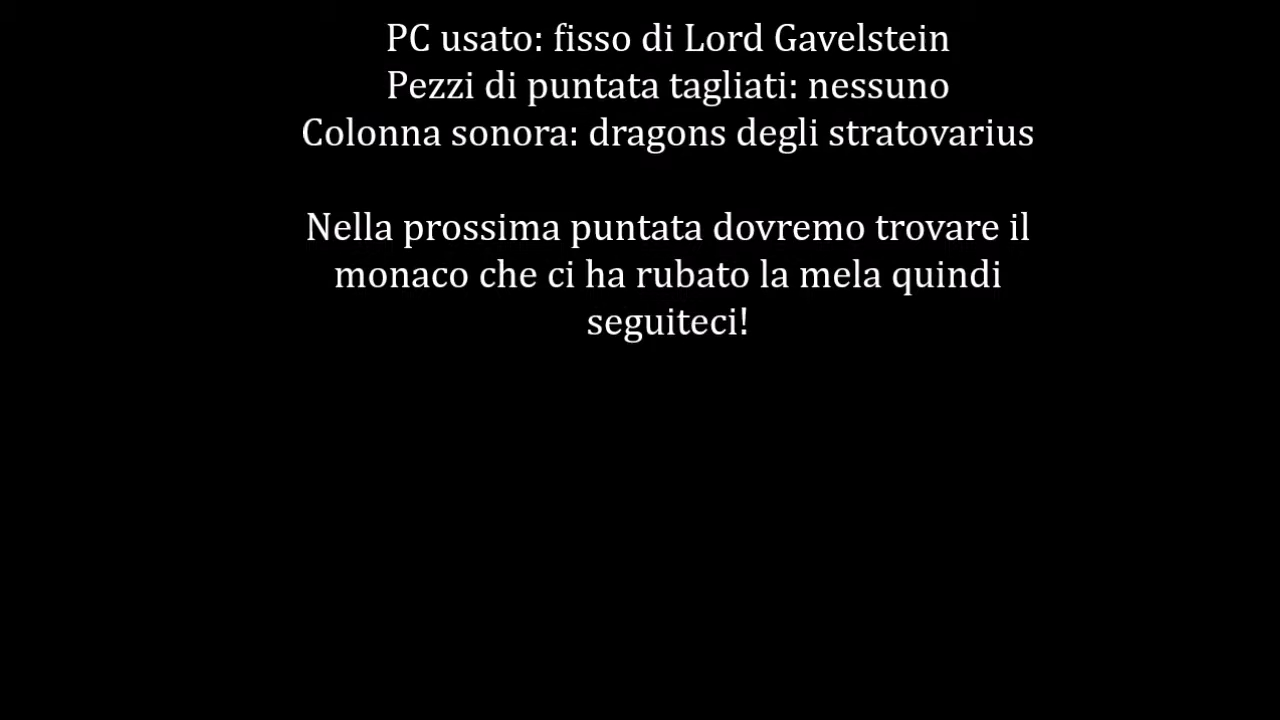 PC usato: fisso di Lord Gavelstein
Pezzi di puntata tagliati: nessuno
Colonna sonora: dragons degli stratovarius
Nella prossima puntata dovremo trovare il
monaco che ci ha rubato la mela quindi
seguiteci!